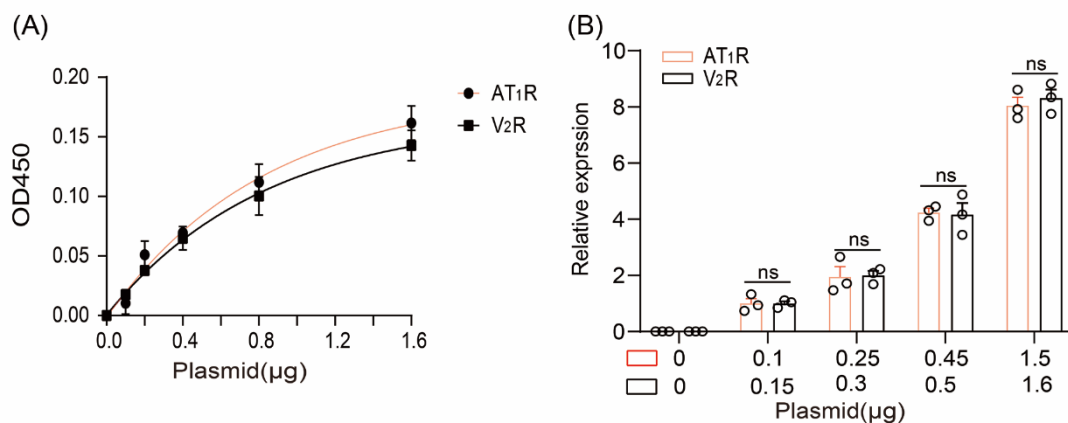 (A)
0.20
0.15
0.10
0.05
0.00
OD450
0.0 0.4 0.8 1.2 1.6
Plasmid(μg)
AT1R
V2R
(B)
10
8
6
4
2
0
Relative exprssion
AT1R
V2R
ns
ns
ns
ns
0 0.1 0.25 0.45 1.5
0 0.15 0.3 0.5 1.6
Plasmid(μg)